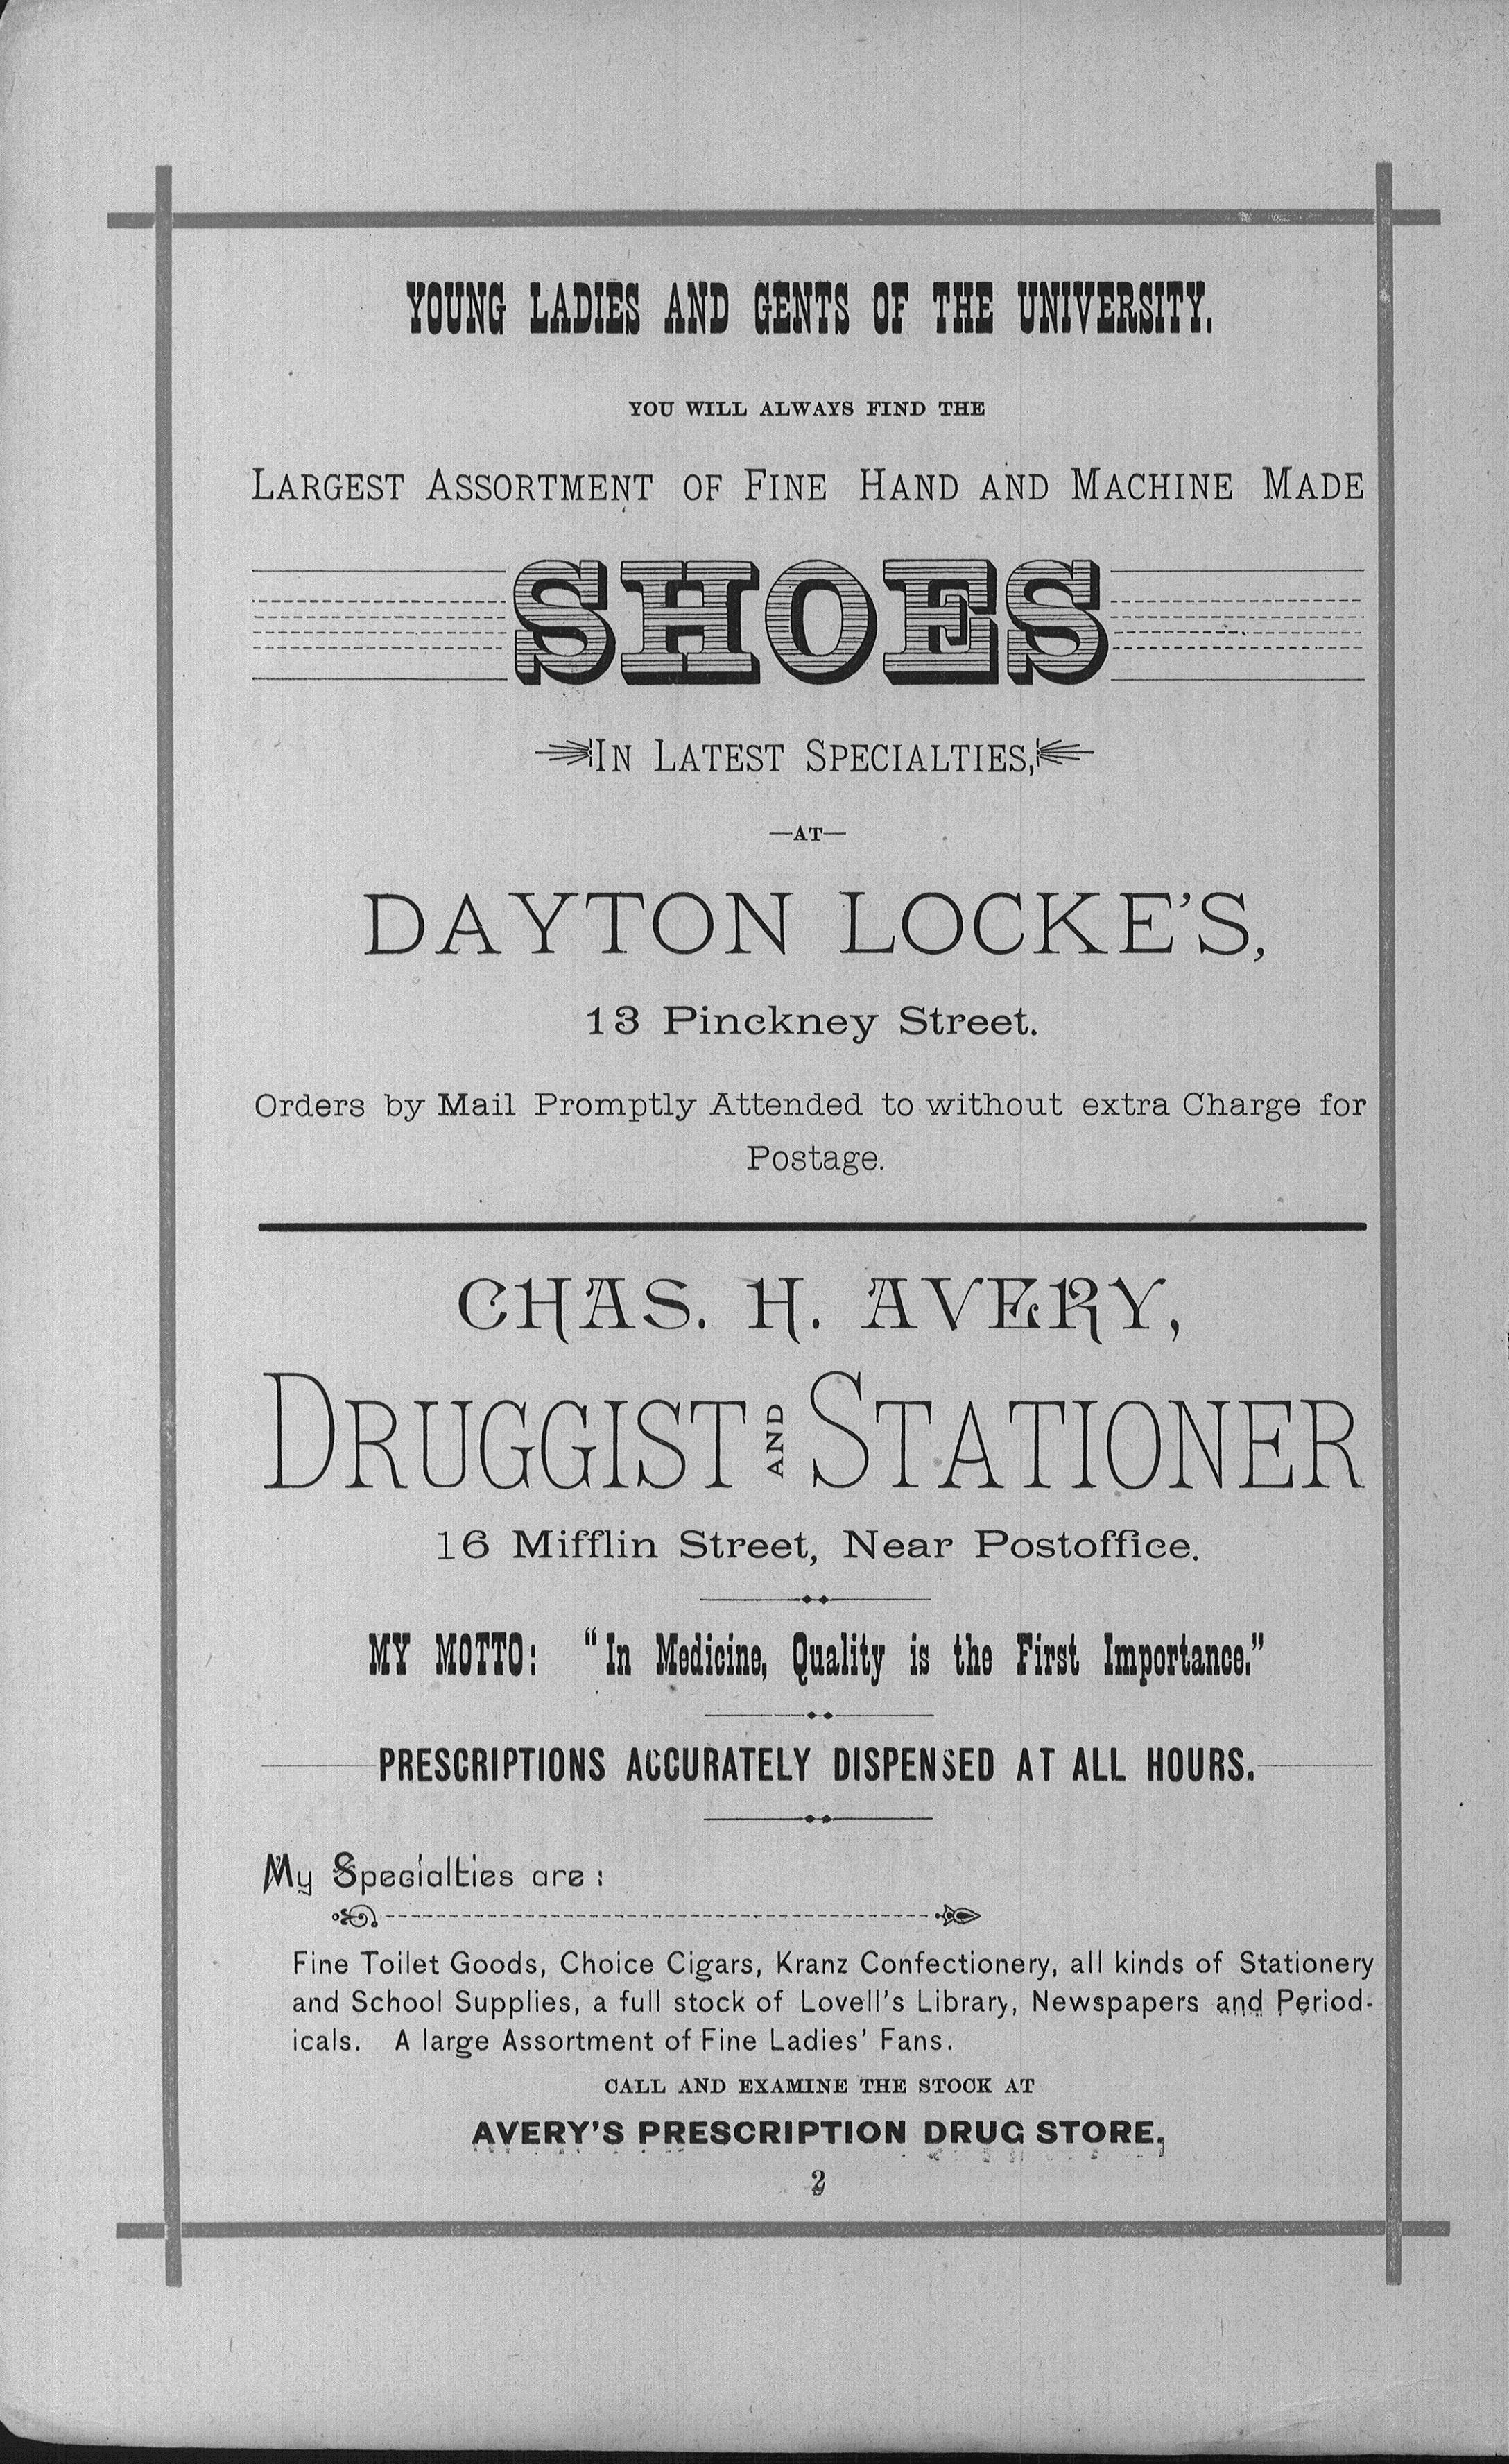 YOUNG LADIES AND GENTS OF THE UNIVERSITY.
YOU WILL ALWAYS FIND THE
LARGEST ASSORTMENT OF FINE HAND AND MACHINE MADE
SHOES
IN LATEST SPECIALTIES,
—AT—
DAYTON LOCKE'S,
13 Pinckney Street.
Orders by Mail Promptly Attended to without extra Charge for
Postage.
CHAS. H. AVERY,
DRUGGIST AND STATIONER
16 Mifflin Street, Near Postoffice.
MY MOTTO: "In Medicine, Quality is the First Importance."
PRESCRIPTIONS ACCURATELY DISPENSED AT ALL HOURS.
My Specialties are:
Fine Toilet Goods, Choice Cigars, Kranz Confectionery, all kinds of Stationery
and School Supplies, a full stock of Lovell's Library, Newspapers and Period-
icals. A large Assortment of Fine Ladies' Fans.
CALL AND EXAMINE THE STOCK AT
AVERY'S PRESCRIPTION DRUG STORE.
2